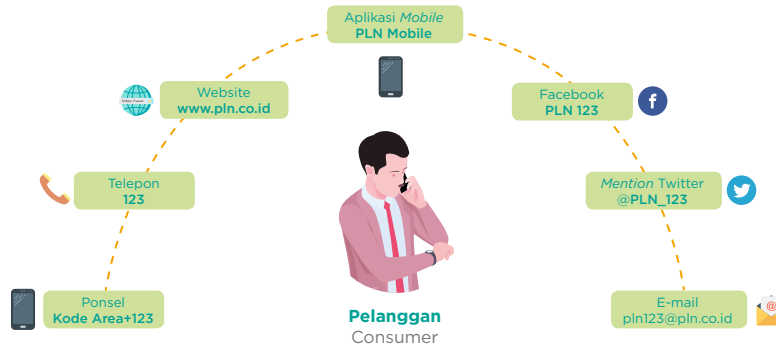 Aplikasi Mobile
PLN Mobile
Website
www.pln.co.id
Facebook
PLN 123
Telepon
123
Mention Twitter
@PLN_123
Ponsel
Kode Area+123
E-mail
pln123@pln.co.id
Pelanggan
Consumer